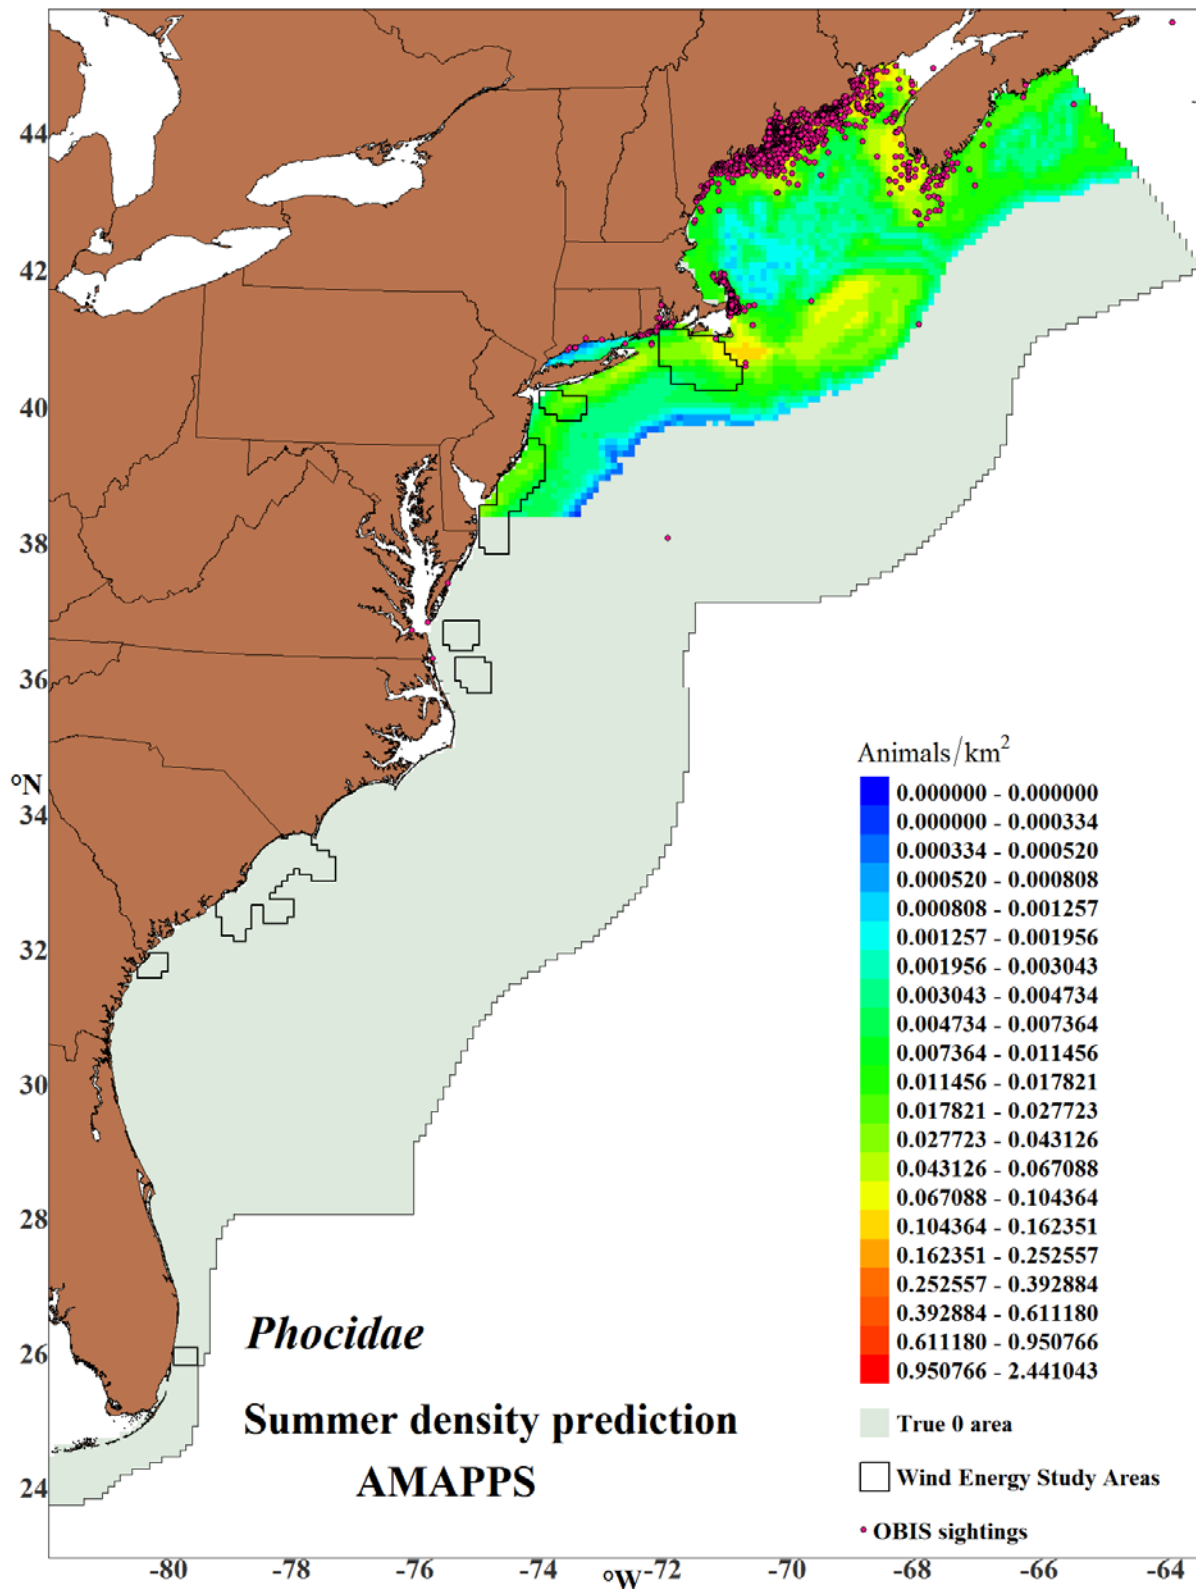 44
42
40
38
36
°N
34
32
30
28
26
24
Animals/km²
0.000000 - 0.000000
0.000000 - 0.000334
0.000334 - 0.000520
0.000520 - 0.000808
0.000808 - 0.001257
0.001257 - 0.001956
0.001956 - 0.003043
0.003043 - 0.004734
0.004734 - 0.007364
0.007364 - 0.011456
0.011456 - 0.017821
0.017821 - 0.027723
0.027723 - 0.043126
0.043126 - 0.067088
0.067088 - 0.104364
0.104364 - 0.162351
0.162351 - 0.252557
0.252557 - 0.392884
0.392884 - 0.611180
0.611180 - 0.950766
0.950766 - 2.441043
True 0 area
Wind Energy Study Areas
OBIS sightings
Phocidae
Summer density prediction
AMAPPS
-80 -78 -76 -74 °W -72 -70 -68 -66 -64